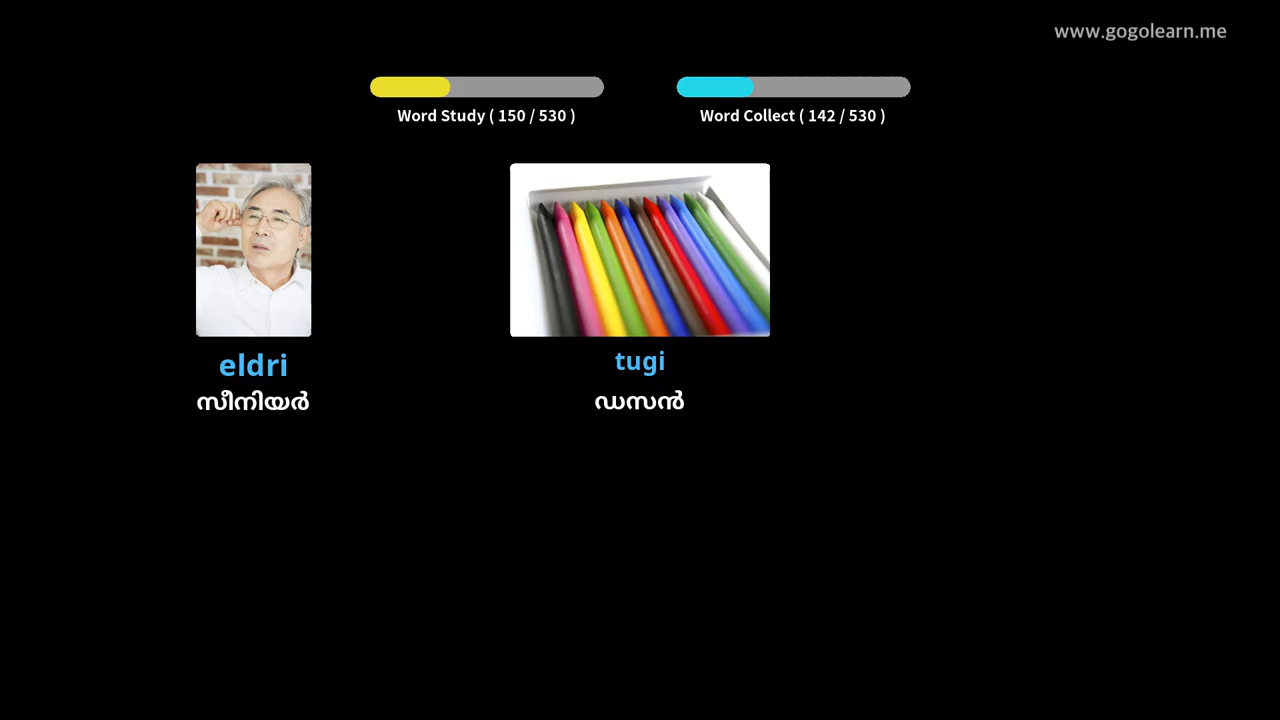 www.gogolearn.me
Word Study ( 150 / 530 )
Word Collect ( 142 / 530 )
eldri
സീനിയർ
tugi
ഡസൻ